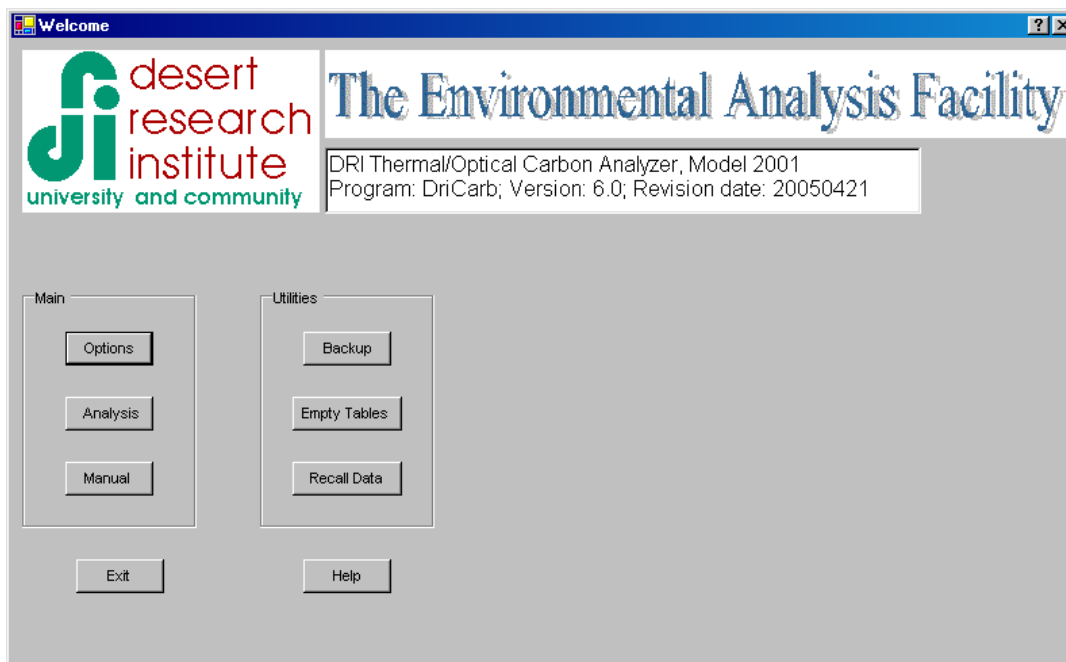 Welcome
desert
research
institute
university and community
The Environmental Analysis Facility
DRI Thermal/Optical Carbon Analyzer, Model 2001
Program: DriCarb; Version: 6.0; Revision date: 20050421
Main
Utilities
Options
Backup
Analysis
Empty Tables
Manual
Recall Data
Exit
Help